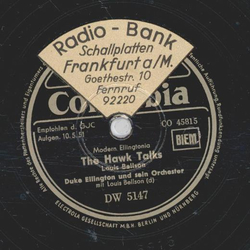 Radio-Bank
Schallplatten
Frankfurt a/M.
Goethestr. 10
Fernruf
92220
Columbia
Empfohlen d. GJC
Aufgen. 10.5.51
CO 45815
BIEM
Modern Ellingtonia
The Hawk Talks
Louis Bellson
Duke Ellington und sein Orchester
mit Louis Bellson (d)
DW 5147
ELECTROLA GESELLSCHAFT M.B.H. BERLIN UND NÜRNBERG